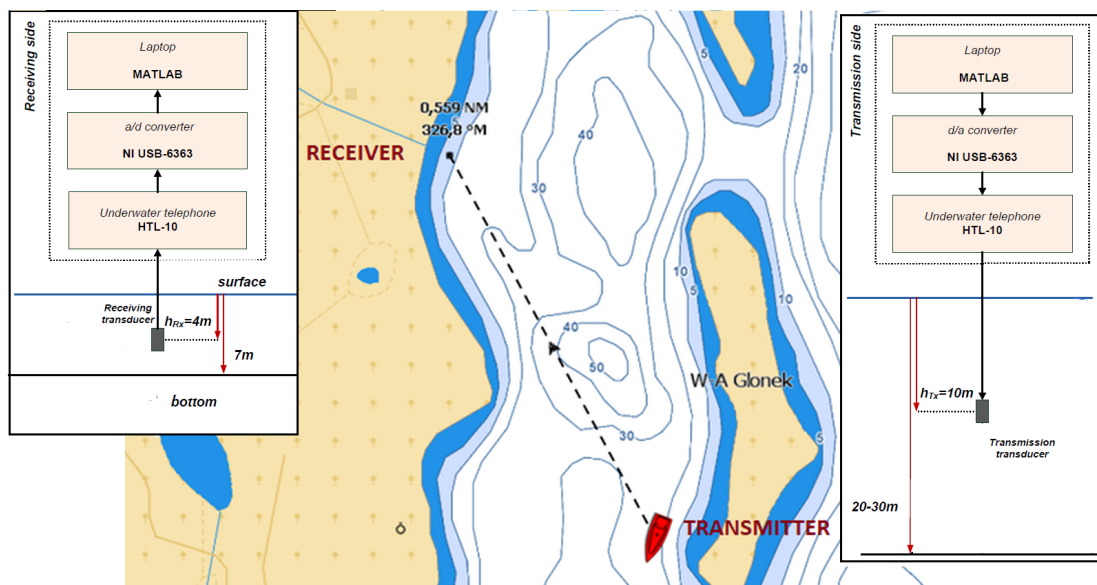 Receiving side
Laptop
MATLAB
a/d converter
NI USB-6363
Underwater telephone
HTL-10
surface
Receiving
transducer
hRx=4m
7m
bottom
0,559 NM
326,8 °M
5
RECEIVER
40
30
5
20
10
5
10
40
50
30
20
W-A Glonek
5
TRANSMITTER
Transmission side
Laptop
MATLAB
d/a converter
NI USB-6363
Underwater telephone
HTL-10
hTx=10m
Transmission
transducer
20-30m